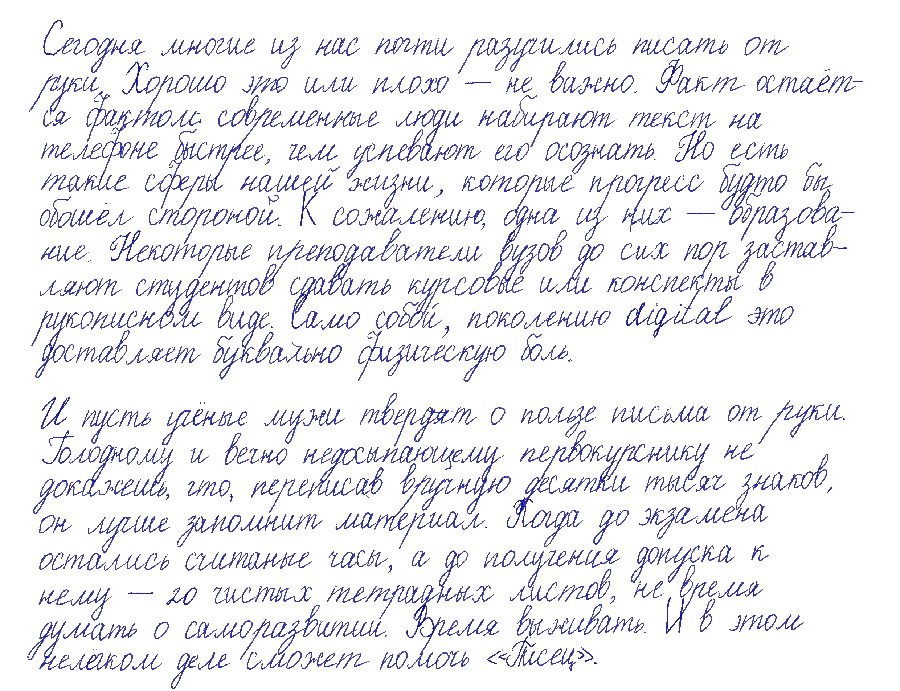 Сегодня многие из нас почти разучились писать от
руки. Хорошо это или плохо — не важно. Факт остаёт-
ся фактом: современные люди набирают текст на
телефоне быстрее, чем успевают его осознать. Но есть
такие сферы нашей жизни, которые прогресс будто бы
обошёл стороной. К сожалению, одна из них — образова-
ние. Некоторые преподаватели вузов до сих пор застав-
ляют студентов сдавать курсовые или конспекты в
рукописном виде. Само собой, поколению digital это
доставляет буквально физическую боль.
И пусть учёные мужи твердят о пользе письма от руки.
Голодному и вечно недосыпающему первокурснику не
докажешь, что, переписав вручную десятки тысяч знаков,
он лучше запомнит материал. Когда до экзамена
остались считаные часы, а до получения допуска к
нему — 20 чистых тетрадных листов, не время
думать о саморазвитии. Время выживать. И в этом
нелёгком деле сможет помочь «Писец».